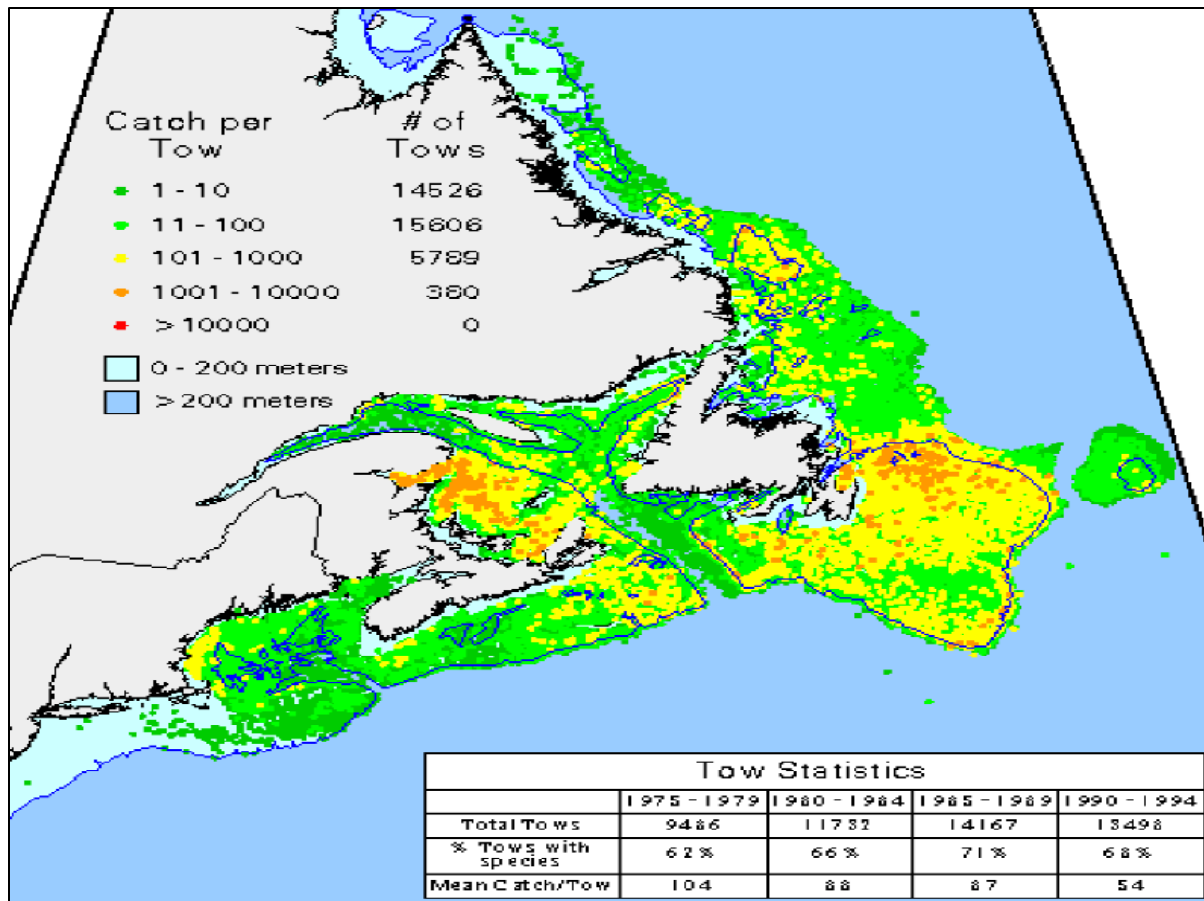 Catch per Tow # of Tows
1 - 10 14526
11 - 100 15606
101 - 1000 5789
1001 - 10000 380
> 10000 0
0 - 200 meters
> 200 meters
Tow Statistics
1975 - 1979 1980 - 1984 1985 - 1989 1990 - 1994
Total Tows 9486 11732 14167 13498
% Tows with species 62% 66% 71% 68%
Mean Catch/Tow 104 88 87 54